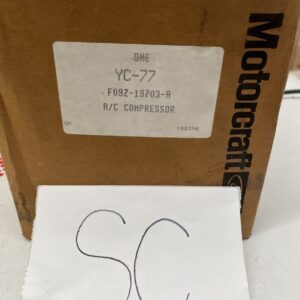 ONE
YC-77
F09Z-19703-A
A/C COMPRESSOR
Motorcraft
SC